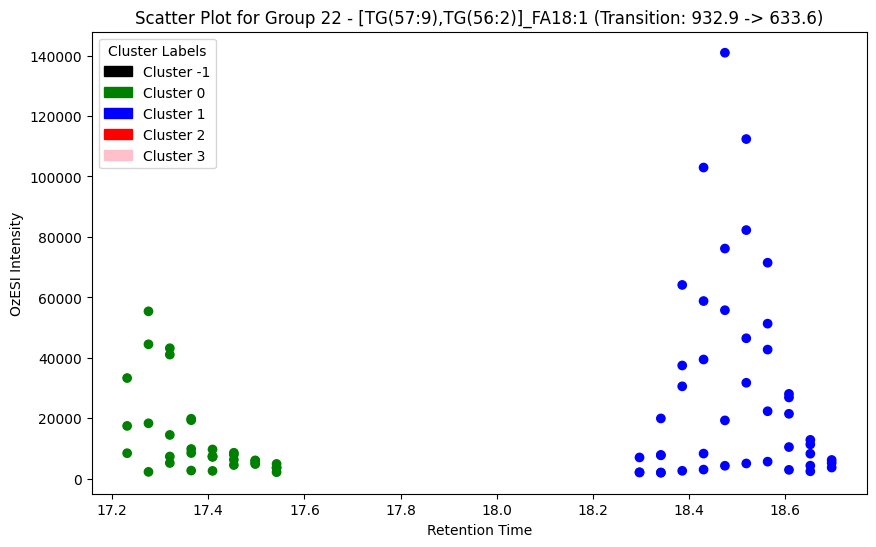 Scatter Plot for Group 22 - [TG(57:9),TG(56:2)]_FA18:1 (Transition: 932.9 -> 633.6)
Cluster Labels
Cluster -1
Cluster 0
Cluster 1
Cluster 2
Cluster 3
OzESI Intensity
140000
120000
100000
80000
60000
40000
20000
0
17.2 17.4 17.6 17.8 18.0 18.2 18.4 18.6
Retention Time